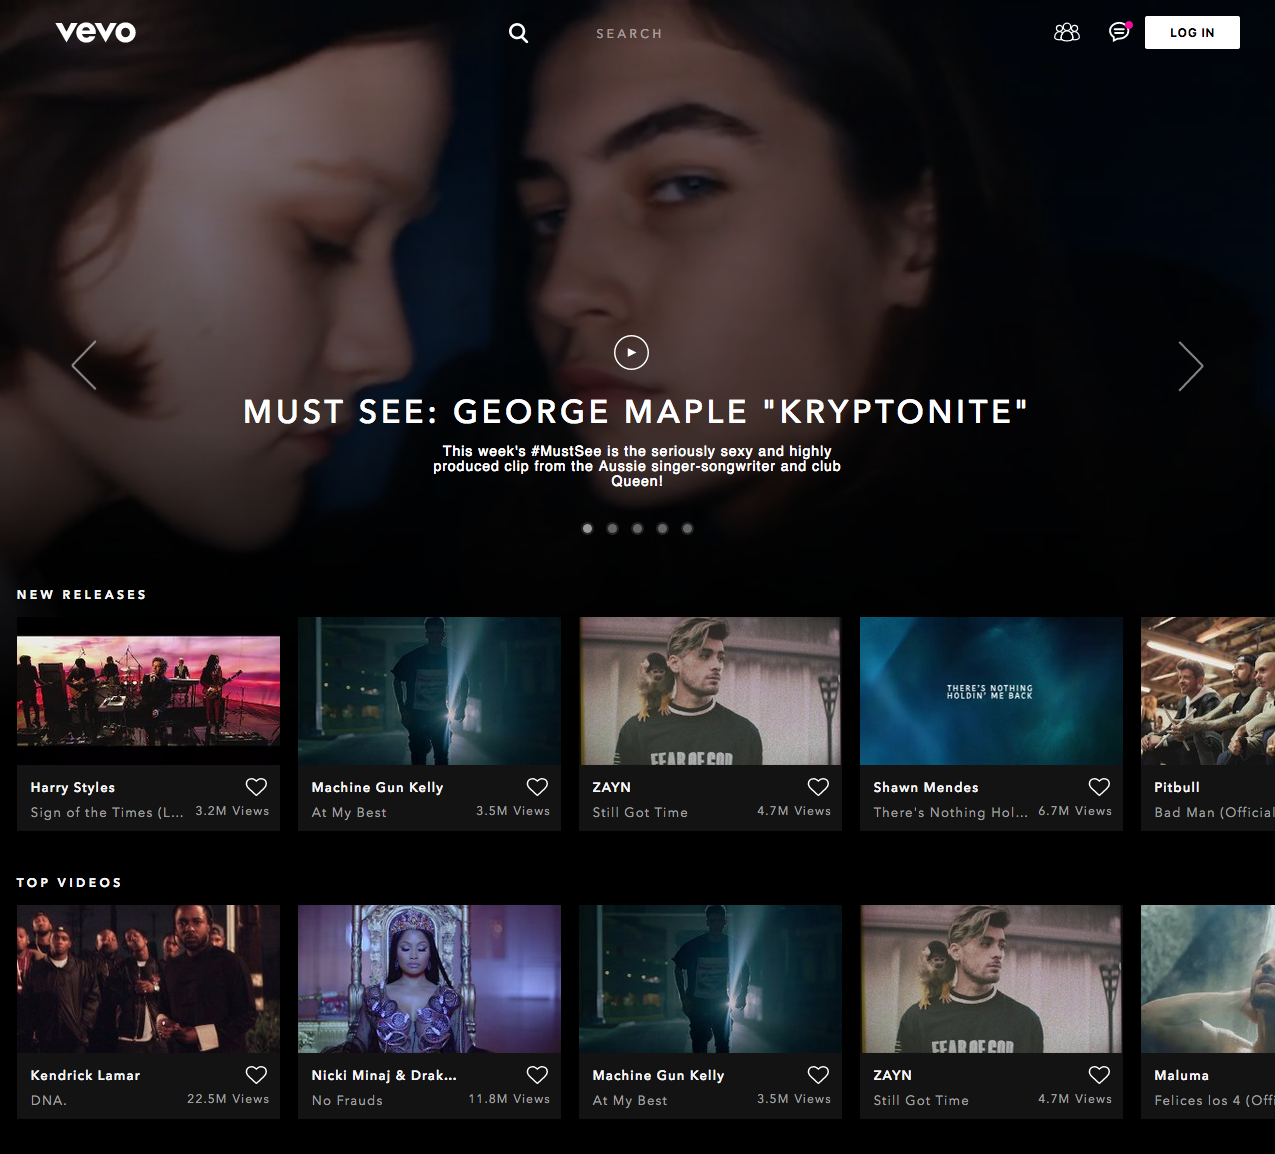 vevo
SEARCH
LOG IN
MUST SEE: GEORGE MAPLE "KRYPTONITE"
This week's #MustSee is the seriously sexy and highly
produced clip from the Aussie singer-songwriter and club
Queen!
NEW RELEASES
THERE'S NOTHING
HOLDIN' ME BACK
FEAR OF GOD
Harry Styles
Sign of the Times (L... 3.2M Views
Machine Gun Kelly
At My Best 3.5M Views
ZAYN
Still Got Time 4.7M Views
Shawn Mendes
There's Nothing Hol... 6.7M Views
Pitbull
Bad Man (Official
TOP VIDEOS
FEAR OF GOD
Kendrick Lamar
DNA. 22.5M Views
Nicki Minaj & Drak...
No Frauds 11.8M Views
Machine Gun Kelly
At My Best 3.5M Views
ZAYN
Still Got Time 4.7M Views
Maluma
Felices los 4 (Offi